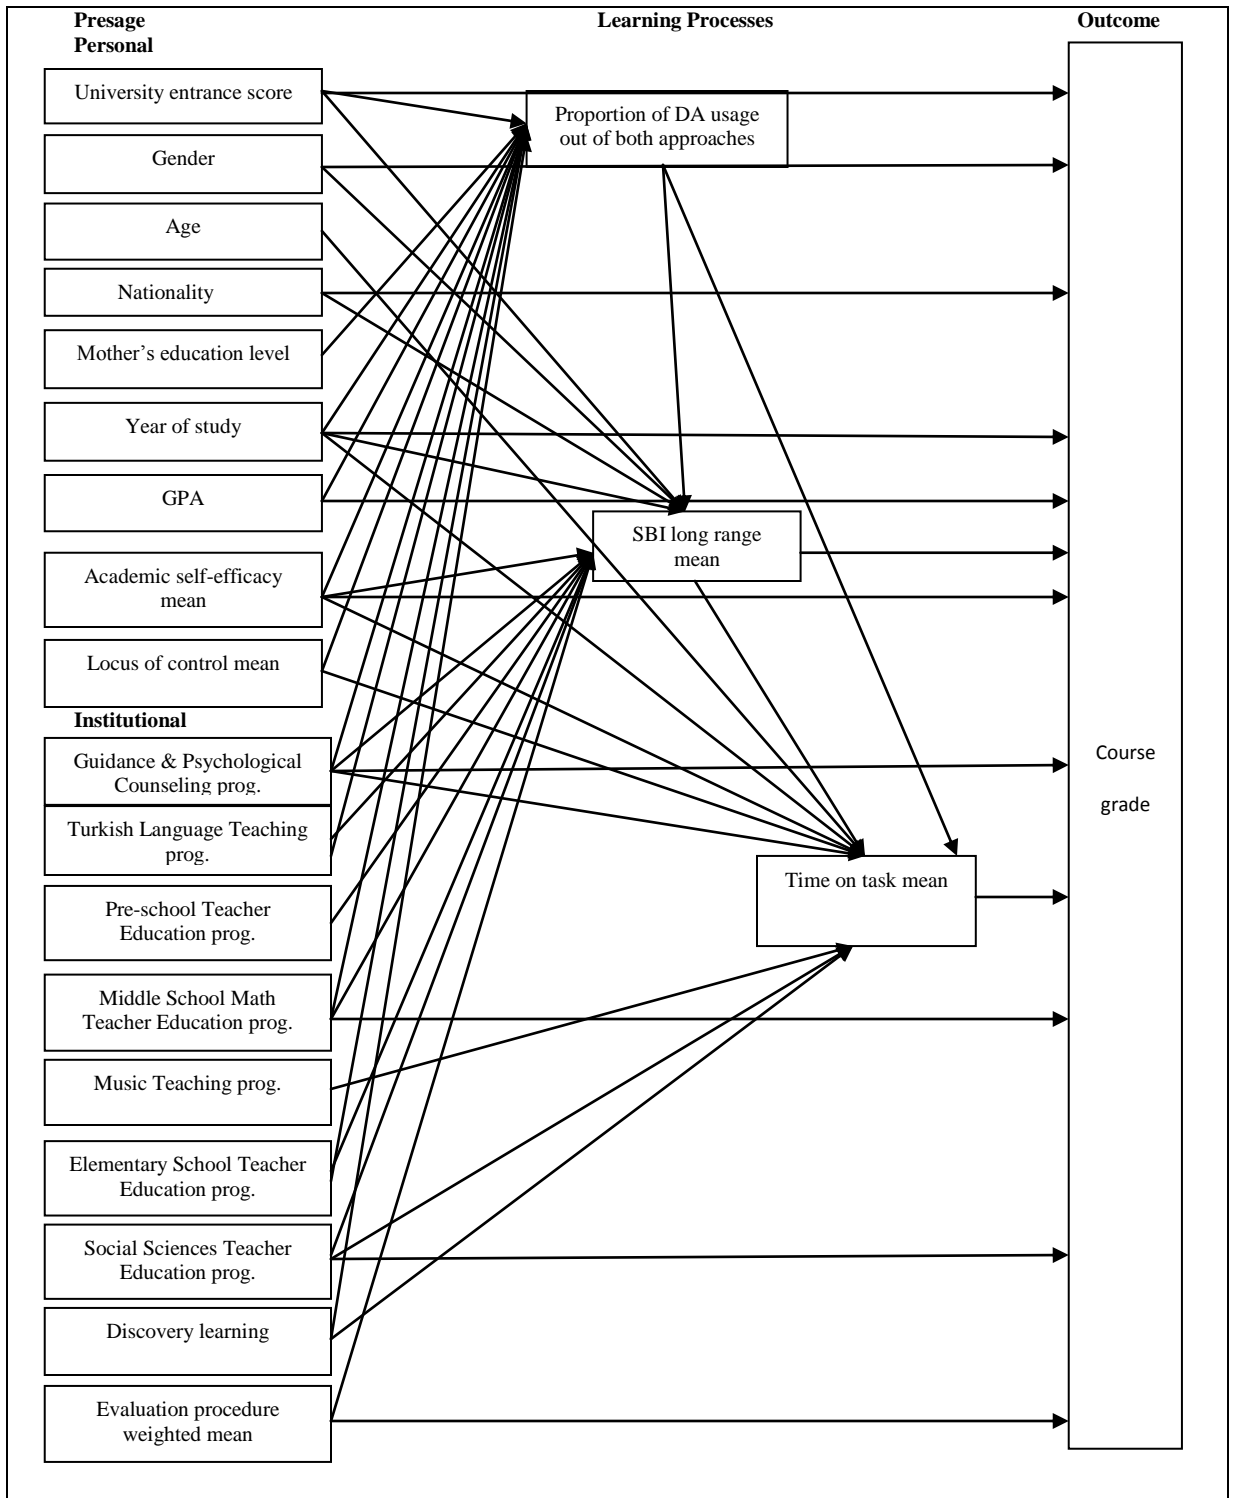 Presage
Personal
Learning Processes
Outcome
University entrance score
Proportion of DA usage
out of both approaches
Gender
Age
Nationality
Mother’s education level
Year of study
GPA
SBI long range
mean
Academic self-efficacy
mean
Locus of control mean
Institutional
Guidance & Psychological
Counseling prog.
Course
grade
Turkish Language Teaching
prog.
Time on task mean
Pre-school Teacher
Education prog.
Middle School Math
Teacher Education prog.
Music Teaching prog.
Elementary School Teacher
Education prog.
Social Sciences Teacher
Education prog.
Discovery learning
Evaluation procedure
weighted mean